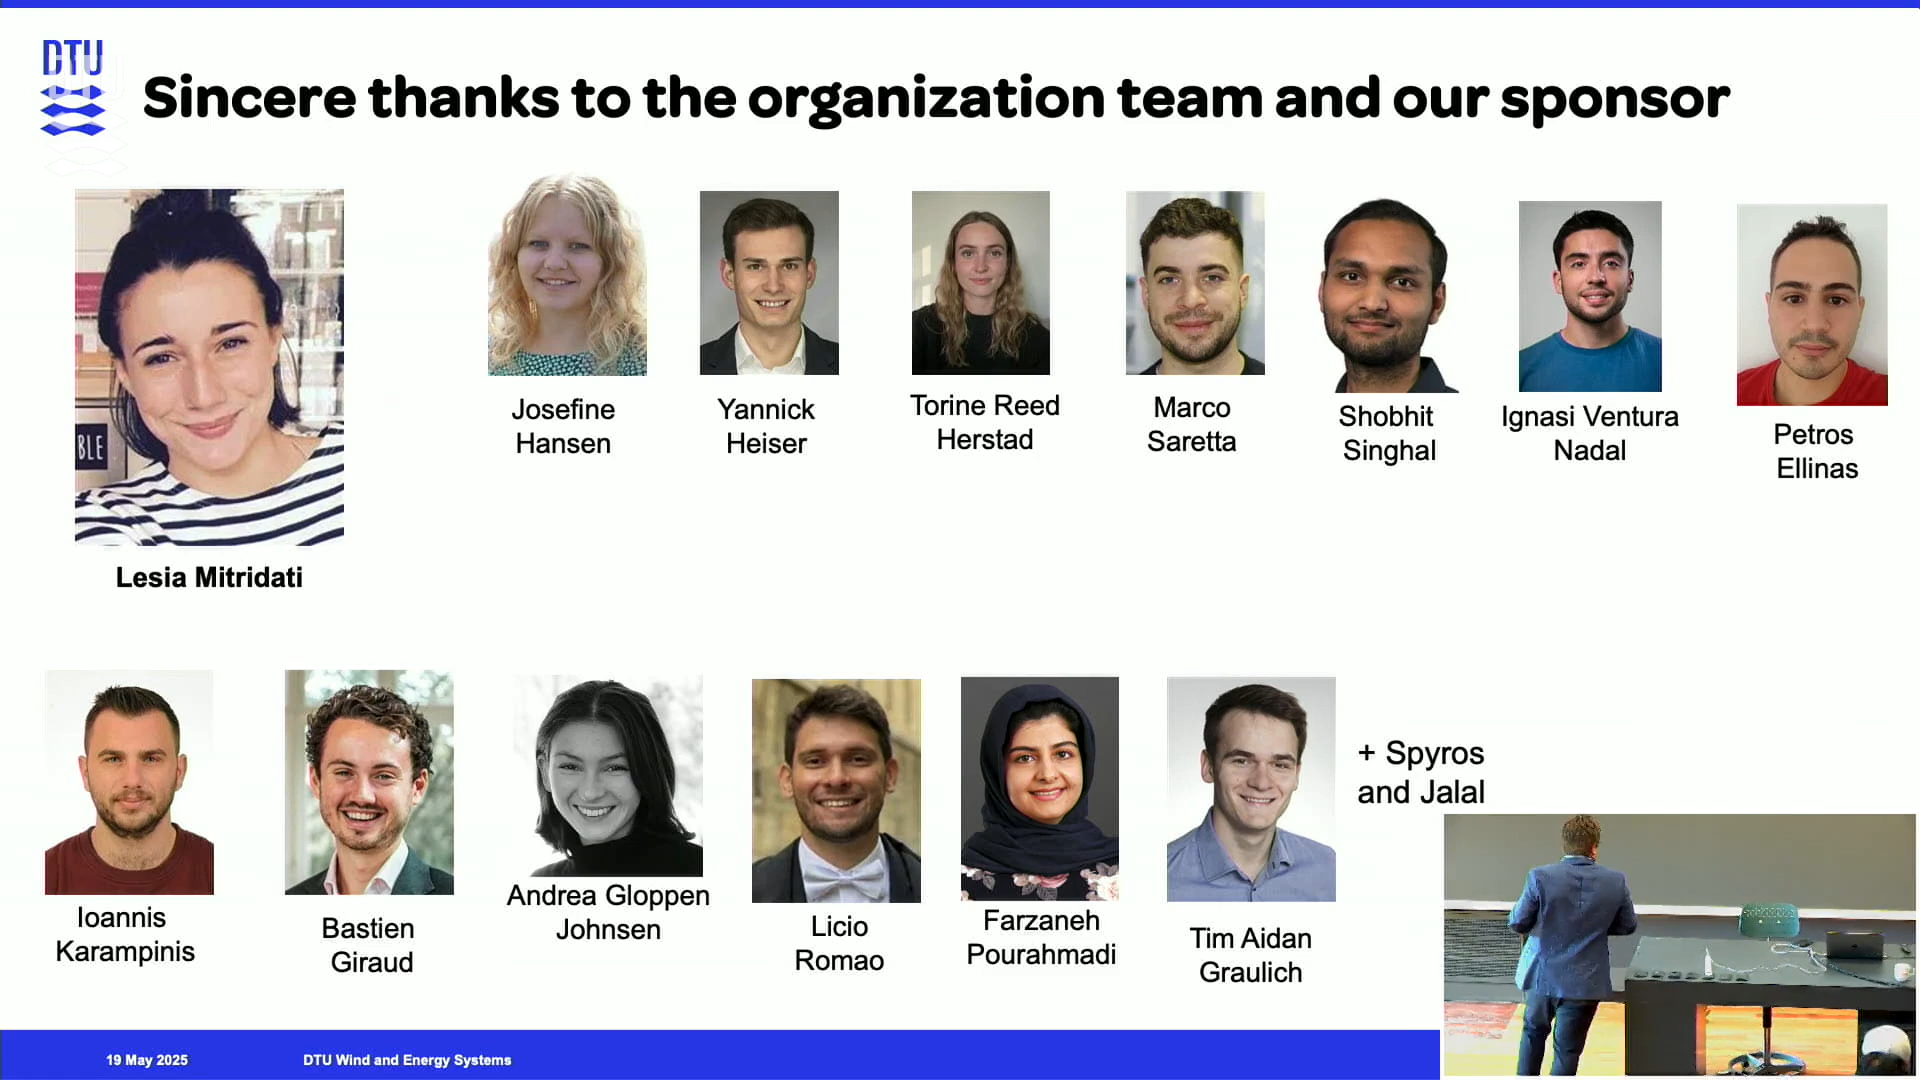 DTU
Sincere thanks to the organization team and our sponsor
BLE
Lesia Mitridati
Josefine
Hansen
Yannick
Heiser
Torine Reed
Herstad
Marco
Saretta
Shobhit
Singhal
Ignasi Ventura
Nadal
Petros
Ellinas
Ioannis
Karampinis
Bastien
Giraud
Andrea Gloppen
Johnsen
Licio
Romao
Farzaneh
Pourahmadi
Tim Aidan
Graulich
+ Spyros
and Jalal
19 May 2025
DTU Wind and Energy Systems